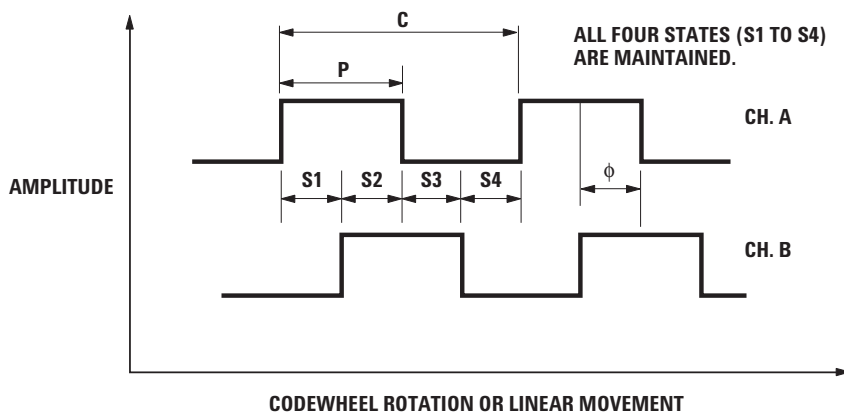 C
ALL FOUR STATES (S1 TO S4)
ARE MAINTAINED.
P
CH. A
AMPLITUDE
S1 S2 S3 S4
ϕ
CH. B
CODEWHEEL ROTATION OR LINEAR MOVEMENT